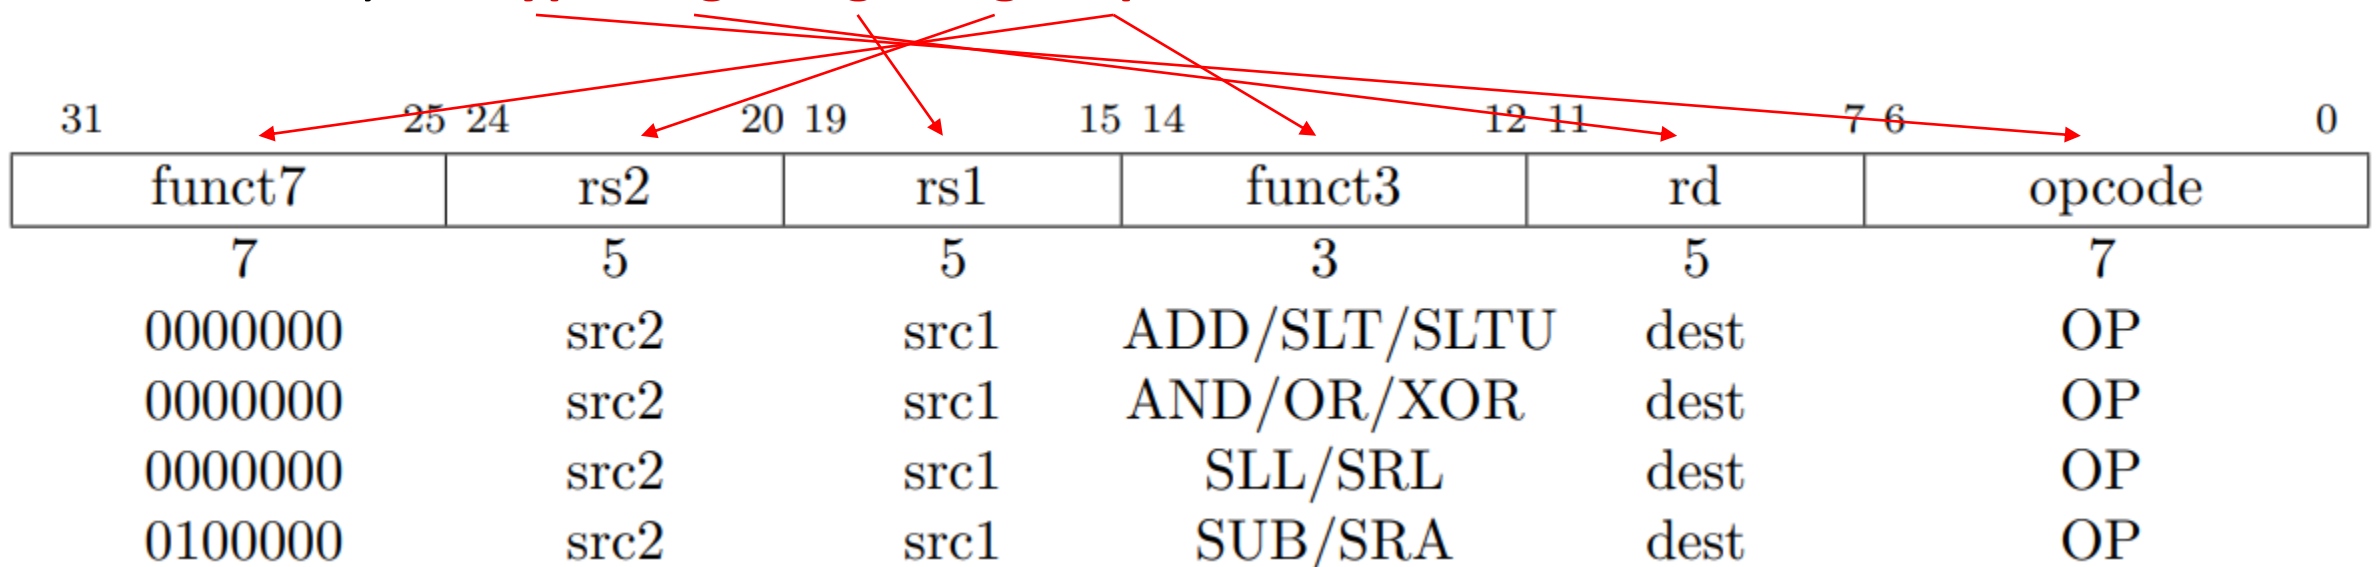 31 25 24 20 19 15 14 12 11 7 6 0
funct7 rs2 rs1 funct3 rd opcode
7 5 5 3 5 7
0000000 src2 src1 ADD/SLT/SLTU dest OP
0000000 src2 src1 AND/OR/XOR dest OP
0000000 src2 src1 SLL/SRL dest OP
0100000 src2 src1 SUB/SRA dest OP